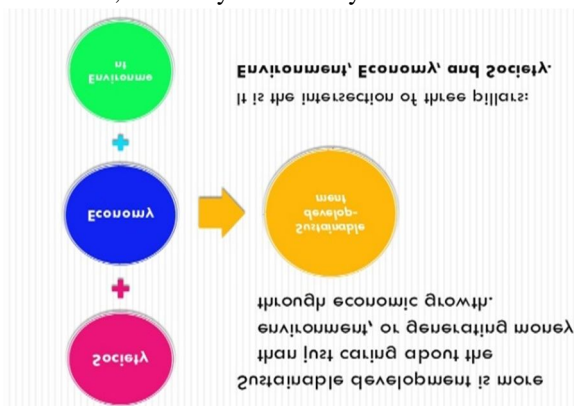 Sustainable development is more
than just caring about the
environment, or generating money
through economic growth.
Society
+
Economy
+
Environme
nt
Sustainable
develop-
ment
It is the intersection of three pillars:
Environment, Economy, and Society.